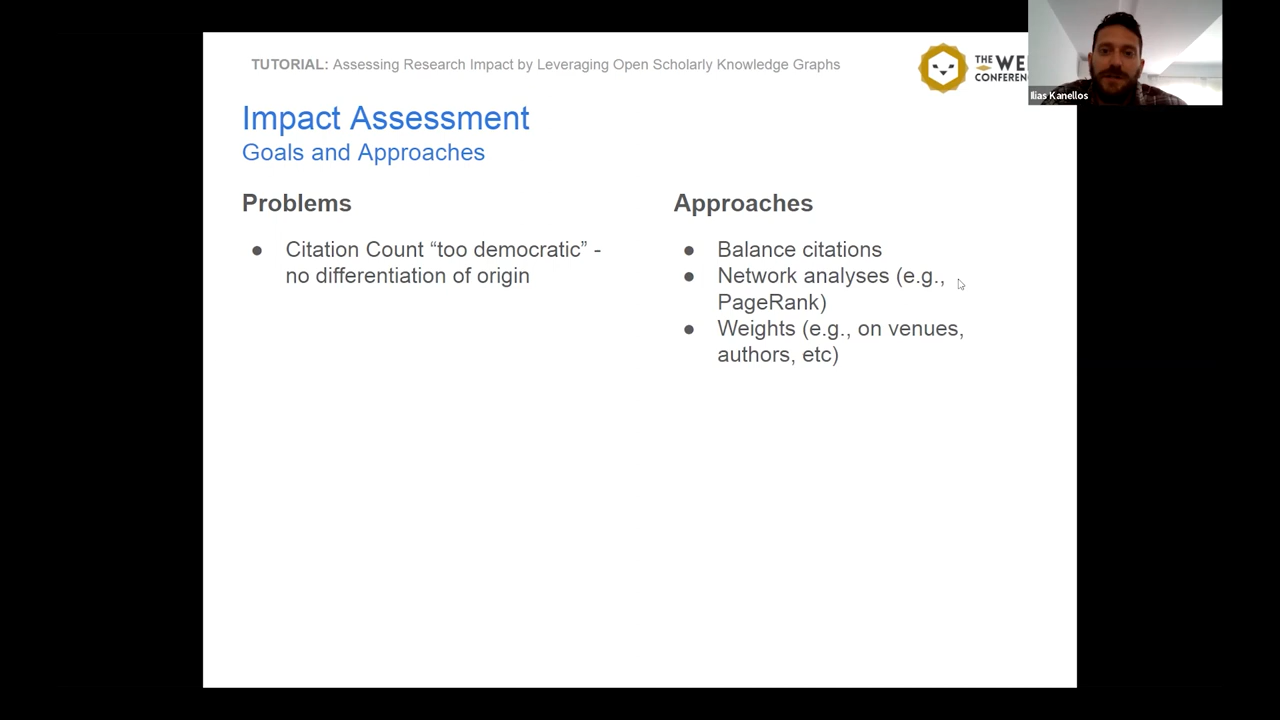 TUTORIAL: Assessing Research Impact by Leveraging Open Scholarly Knowledge Graphs
THE WE
CONFEREN
Ilias Kanellos
Impact Assessment
Goals and Approaches
Problems
● Citation Count “too democratic” -
no differentiation of origin
Approaches
● Balance citations
● Network analyses (e.g.,
PageRank)
● Weights (e.g., on venues,
authors, etc)